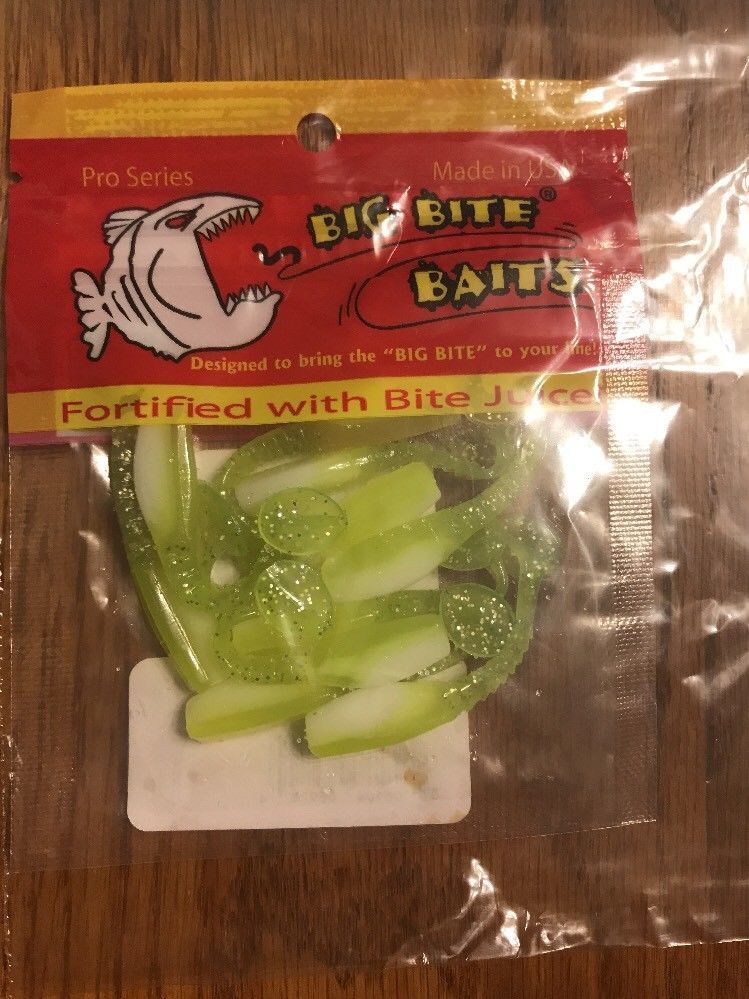 Pro Series
Made in USA
BIG BITE®
BAITS
Designed to bring the "BIG BITE" to your line!
Fortified with Bite Juice